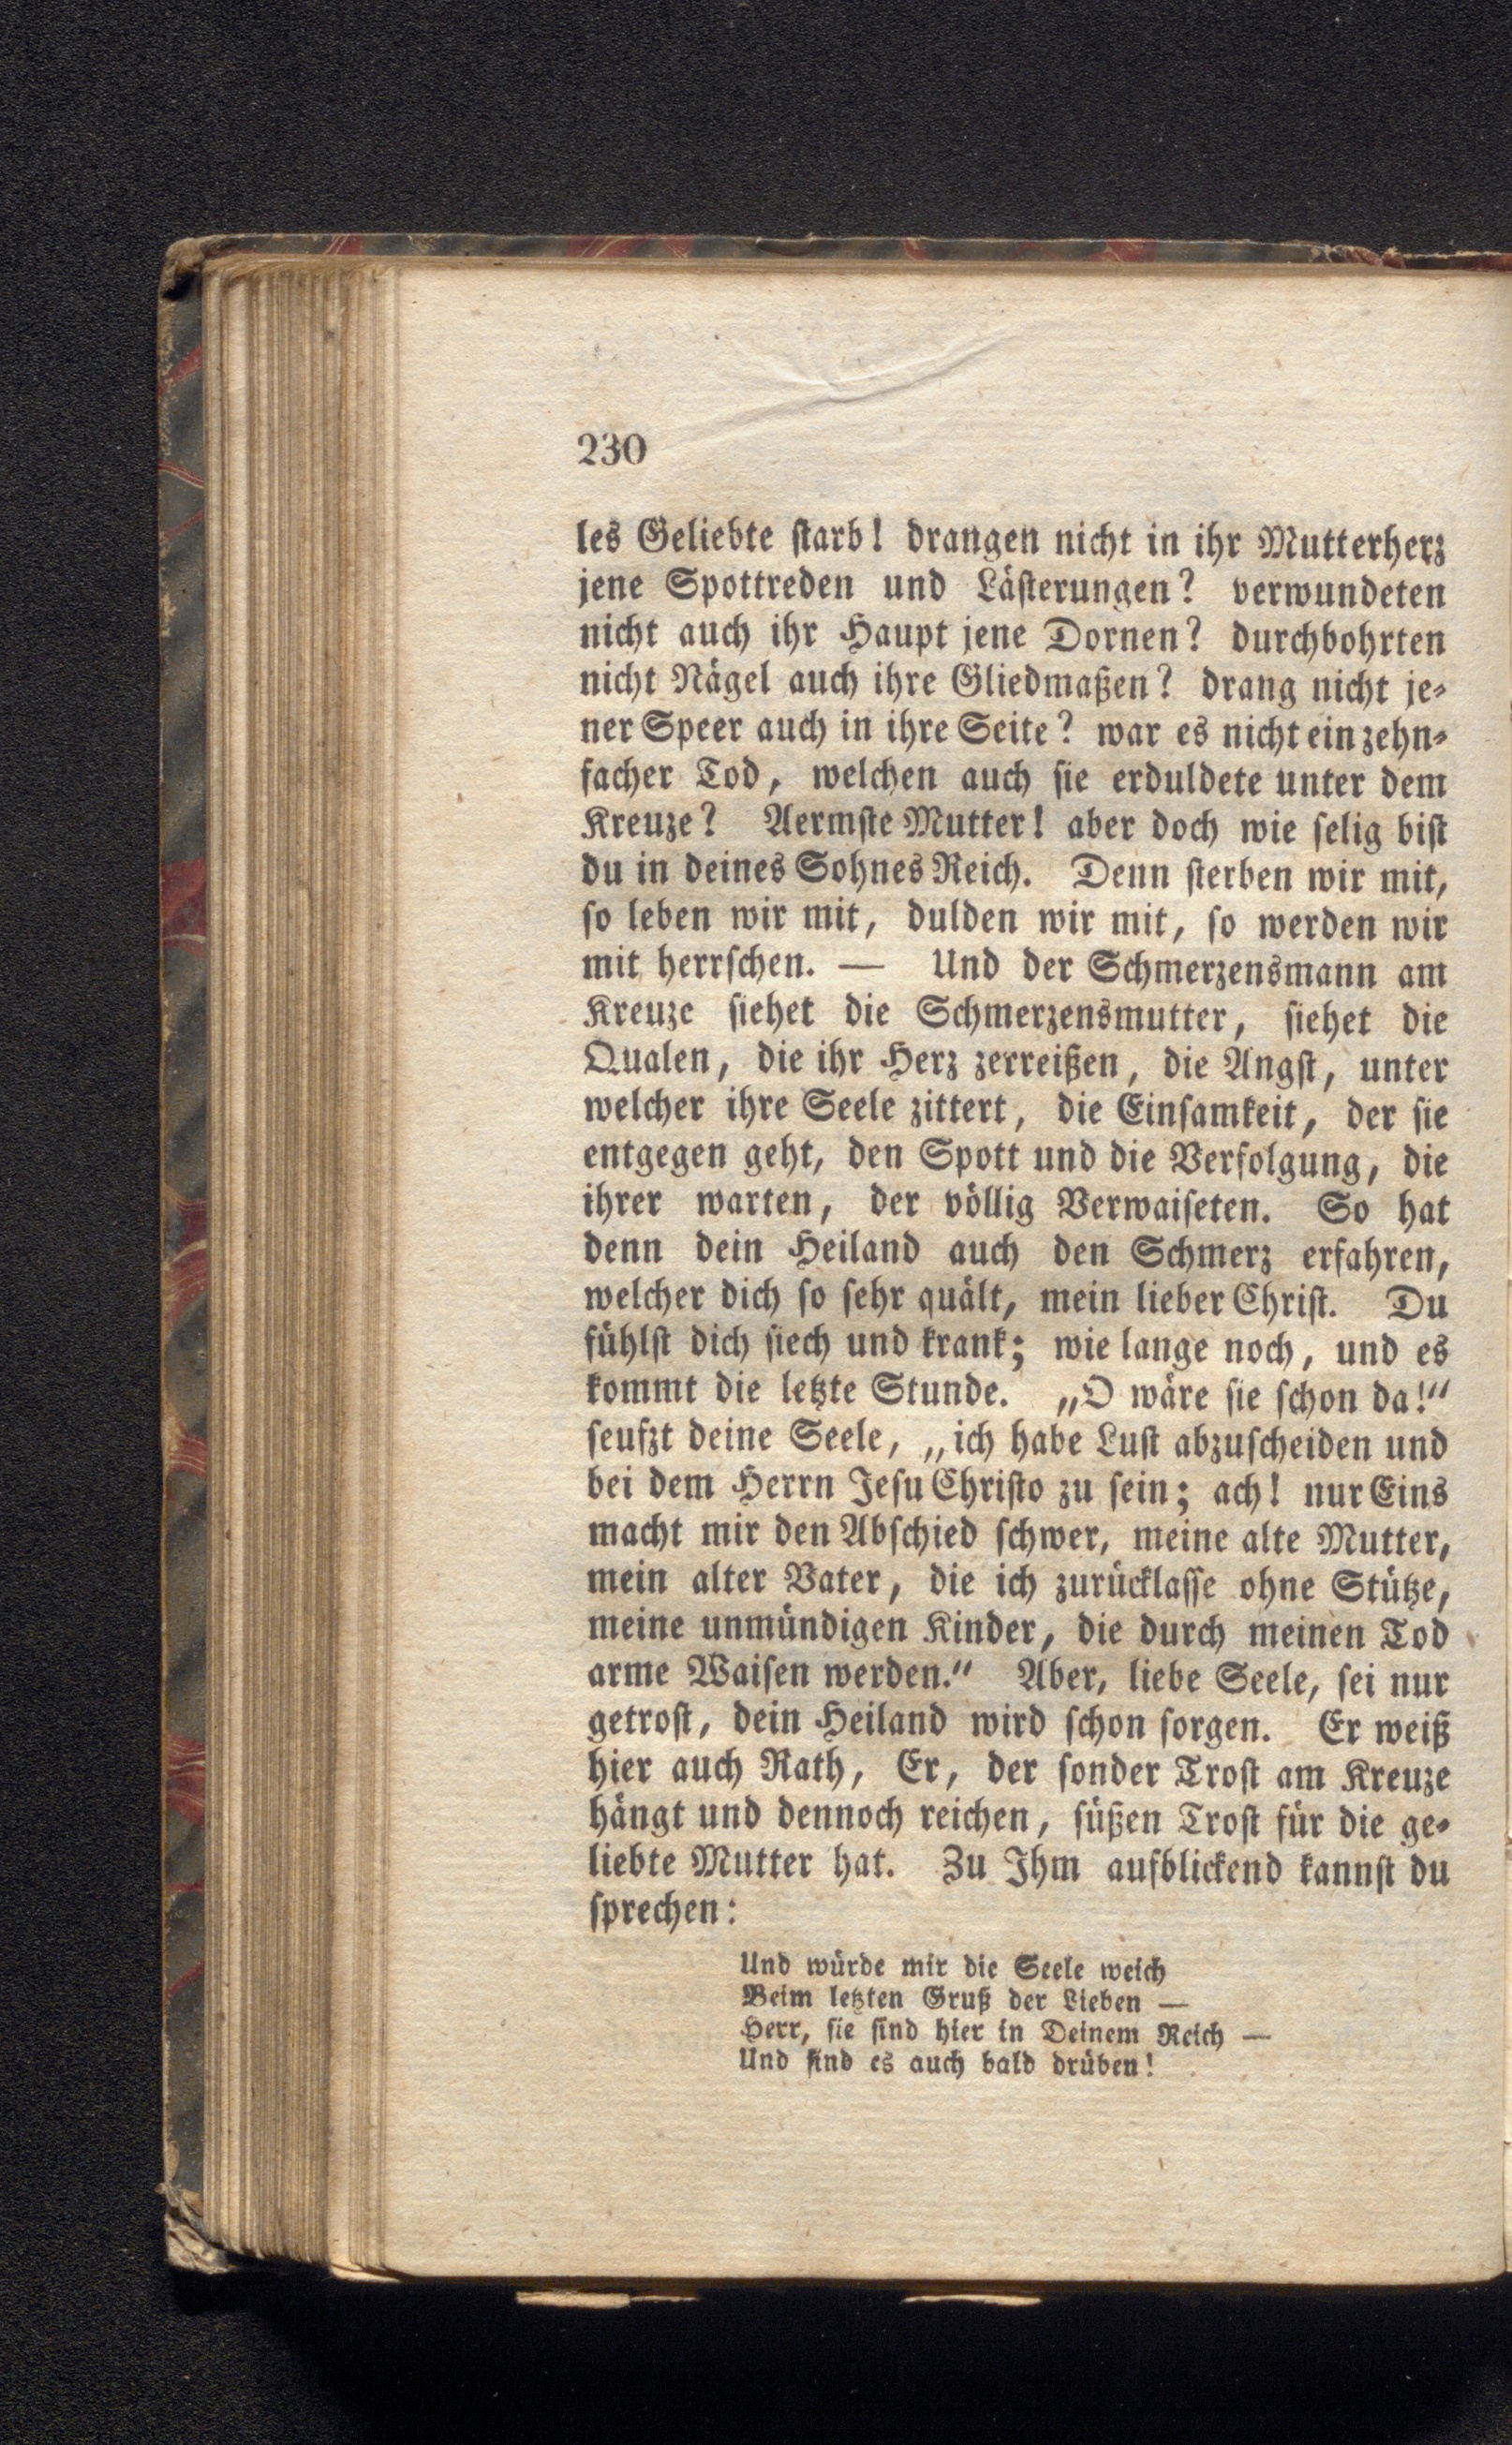 230
les Geliebte starb! drangen nicht in ihr Mutterherz
jene Spottreden und Lästerungen? verwundeten
nicht auch ihr Haupt jene Dornen? durchbohrten
nicht Nägel auch ihre Gliedmaßen? drang nicht je-
ner Speer auch in ihre Seite? war es nicht ein zehn-
facher Tod, welchen auch sie erduldete unter dem
Kreuze? Aermste Mutter! aber doch wie selig bist
du in deines Sohnes Reich. Denn sterben wir mit,
so leben wir mit, dulden wir mit, so werden wir
mit herrschen. — Und der Schmerzensmann am
Kreuze siehet die Schmerzensmutter, siehet die
Qualen, die ihr Herz zerreißen, die Angst, unter
welcher ihre Seele zittert, die Einsamkeit, der sie
entgegen geht, den Spott und die Verfolgung, die
ihrer warten, der völlig Verwaiseten. So hat
denn dein Heiland auch den Schmerz erfahren,
welcher dich so sehr quält, mein lieber Christ. Du
fühlst dich siech und krank; wie lange noch, und es
kommt die letzte Stunde. „O wäre sie schon da!“
seufzt deine Seele, „ich habe Lust abzuscheiden und
bei dem Herrn Jesu Christo zu sein; ach! nur Eins
macht mir den Abschied schwer, meine alte Mutter,
mein alter Vater, die ich zurücklasse ohne Stütze,
meine unmündigen Kinder, die durch meinen Tod
arme Waisen werden.“ Aber, liebe Seele, sei nur
getrost, dein Heiland wird schon sorgen. Er weiß
hier auch Rath, Er, der sonder Trost am Kreuze
hängt und dennoch reichen, süßen Trost für die ge-
liebte Mutter hat. Zu Ihm aufblickend kannst du
sprechen:
Und würde mir die Seele weich
Beim letzten Gruß der Lieben —
Herr, sie sind hier in Deinem Reich —
Und sind es auch bald drüben!